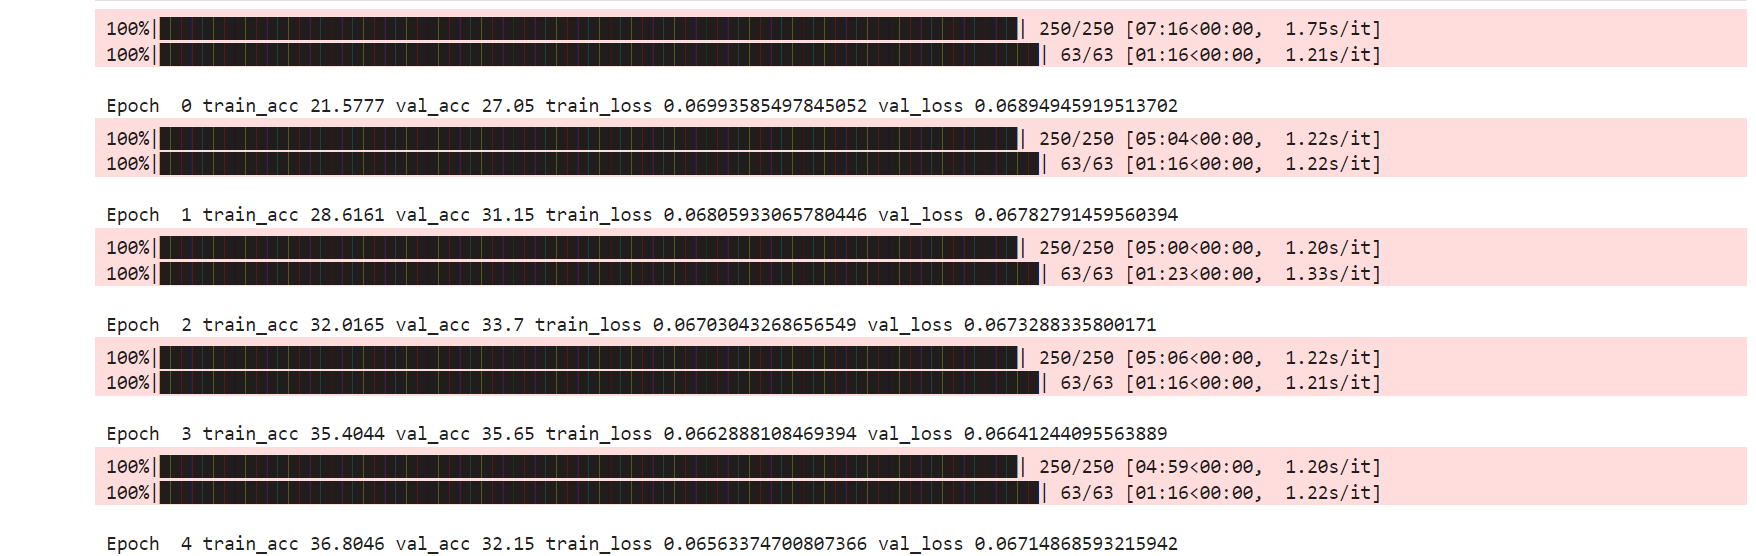 100%| | 250/250 [07:16<00:00, 1.75s/it]
100%| | 63/63 [01:16<00:00, 1.21s/it]
Epoch 0 train_acc 21.5777 val_acc 27.05 train_loss 0.06993585497845052 val_loss 0.06894945919513702
100%| | 250/250 [05:04<00:00, 1.22s/it]
100%| | 63/63 [01:16<00:00, 1.22s/it]
Epoch 1 train_acc 28.6161 val_acc 31.15 train_loss 0.06805933065780446 val_loss 0.06782791459560394
100%| | 250/250 [05:00<00:00, 1.20s/it]
100%| | 63/63 [01:23<00:00, 1.33s/it]
Epoch 2 train_acc 32.0165 val_acc 33.7 train_loss 0.06703043268656549 val_loss 0.0673288335800171
100%| | 250/250 [05:06<00:00, 1.22s/it]
100%| | 63/63 [01:16<00:00, 1.21s/it]
Epoch 3 train_acc 35.4044 val_acc 35.65 train_loss 0.0662888108469394 val_loss 0.06641244095563889
100%| | 250/250 [04:59<00:00, 1.20s/it]
100%| | 63/63 [01:16<00:00, 1.22s/it]
Epoch 4 train_acc 36.8046 val_acc 32.15 train_loss 0.06563374700807366 val_loss 0.06714868593215942